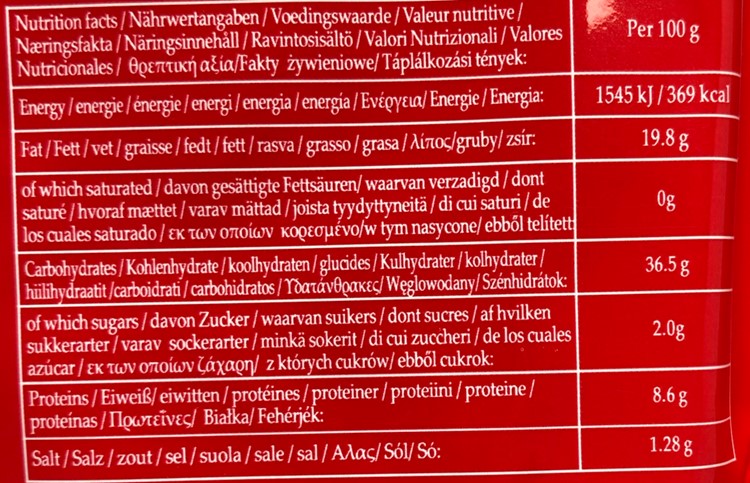 Nutrition facts / Nährwertangaben / Voedingswaarde / Valeur nutritive /
Næringsfakta / Näringsinnehåll / Ravintosisältö / Valori Nutrizionali / Valores
Nutricionales / θρεπτική αξία/Fakty żywieniowe/ Táplálkozási tények:
Per 100 g
Energy / energie / énergie / energi / energia / energía / Ενέργεια/ Energie / Energia:
1545 kJ / 369 kcal
Fat / Fett / vet / graisse / fedt / fett / rasva / grasso / grasa / λίπος/gruby/ zsír:
19.8 g
of which saturated / davon gesättigte Fettsäuren/ waarvan verzadigd / dont
saturé / hvoraf mættet / varav mättad / joista tyydyttyneitä / di cui saturi / de
los cuales saturado / εκ των οποίων κορεσμένο/w tym nasycone/ ebből telített
0g
Carbohydrates / Kohlenhydrate / koolhydraten / glucides / Kulhydrater / kolhydrater /
hiilihydraatit /carboidrati / carbohidratos / Υδατάνθρακες/ Węglowodany/ Szénhidrátok:
36.5 g
of which sugars / davon Zucker / waarvan suikers / dont sucres / af hvilken
sukkerarter / varav sockerarter / minkä sokerit / di cui zuccheri / de los cuales
azúcar / εκ των οποίων ζάχαρη/ z których cukrów/ ebből cukrok:
2.0g
Proteins / Eiweiß/ eiwitten / protéines / proteiner / proteiini / proteine /
proteínas / Πρωτεΐνες/ Białka/ Fehérjék:
8.6 g
Salt / Salz / zout / sel / suola / sale / sal / Αλας/ Sól/ Só:
1.28 g